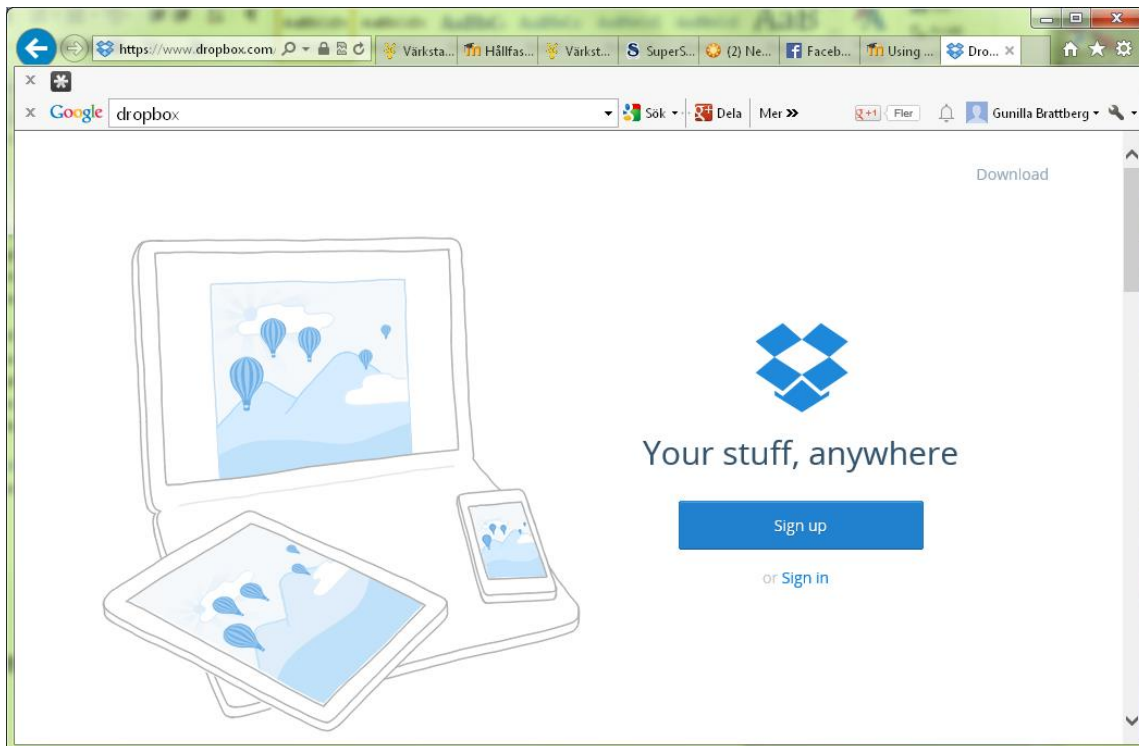 https://www.dropbox.com Värksta... Hållfas... Värkst... SuperS... (2) Ne... Faceb... Using ... Dro...
Google dropbox Sök Dela Mer g+1 Fler Gunilla Brattberg
Download
Your stuff, anywhere
Sign up
or Sign in